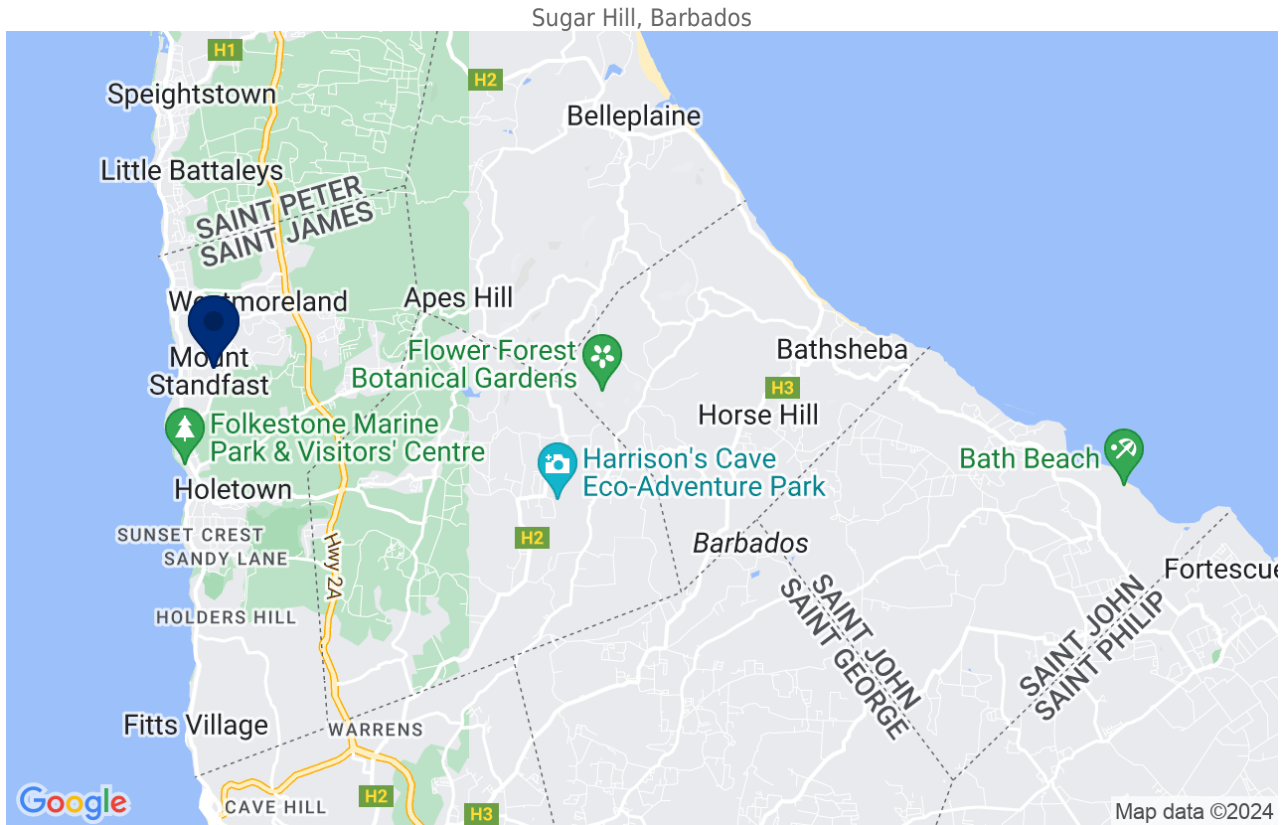 Sugar Hill, Barbados
H1
H2
Speightstown
Belleplaine
Little Battaleys
SAINT PETER
SAINT JAMES
Westmoreland
Apes Hill
Mount
Standfast
Flower Forest
Botanical Gardens
Bathsheba
H3
Horse Hill
Folkestone Marine
Park & Visitors' Centre
Harrison's Cave
Eco-Adventure Park
Bath Beach
Holetown
SUNSET CREST
SANDY LANE
Hwy 2A
H2
Barbados
Fortescue
HOLDERS HILL
SAINT JOHN
SAINT GEORGE
SAINT JOHN
SAINT PHILIP
Fitts Village
WARRENS
Google
CAVE HILL
H2
H3
Map data ©2024